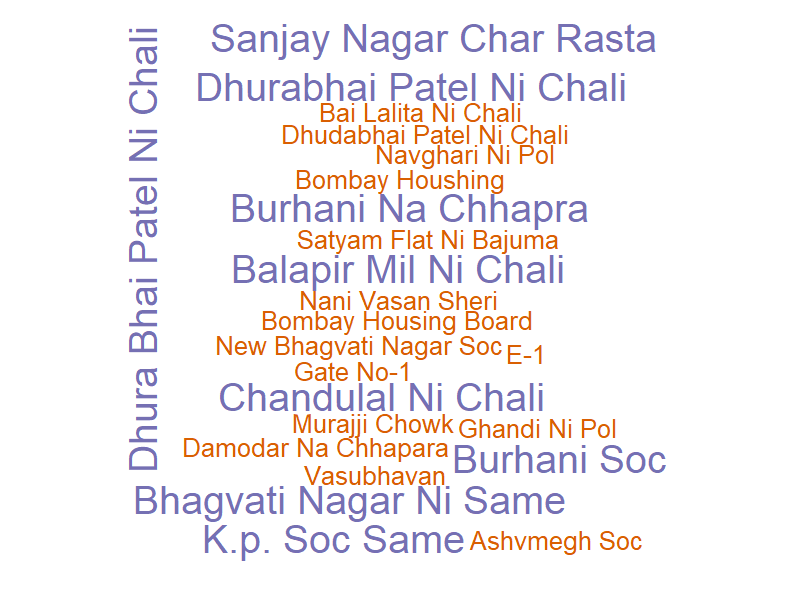 Dhura Bhai Patel Ni Chali
Sanjay Nagar Char Rasta
Dhurabhai Patel Ni Chali
Bai Lalita Ni Chali
Dhudabhai Patel Ni Chali
Navghari Ni Pol
Bombay Houshing
Burhani Na Chhapra
Satyam Flat Ni Bajuma
Balapir Mil Ni Chali
Nani Vasan Sheri
Bombay Housing Board
New Bhagvati Nagar Soc
E-1
Gate No-1
Chandulal Ni Chali
Murajji Chowk
Ghandi Ni Pol
Damodar Na Chhapara
Burhani Soc
Vasubhavan
Bhagvati Nagar Ni Same
K.p. Soc Same
Ashvmegh Soc